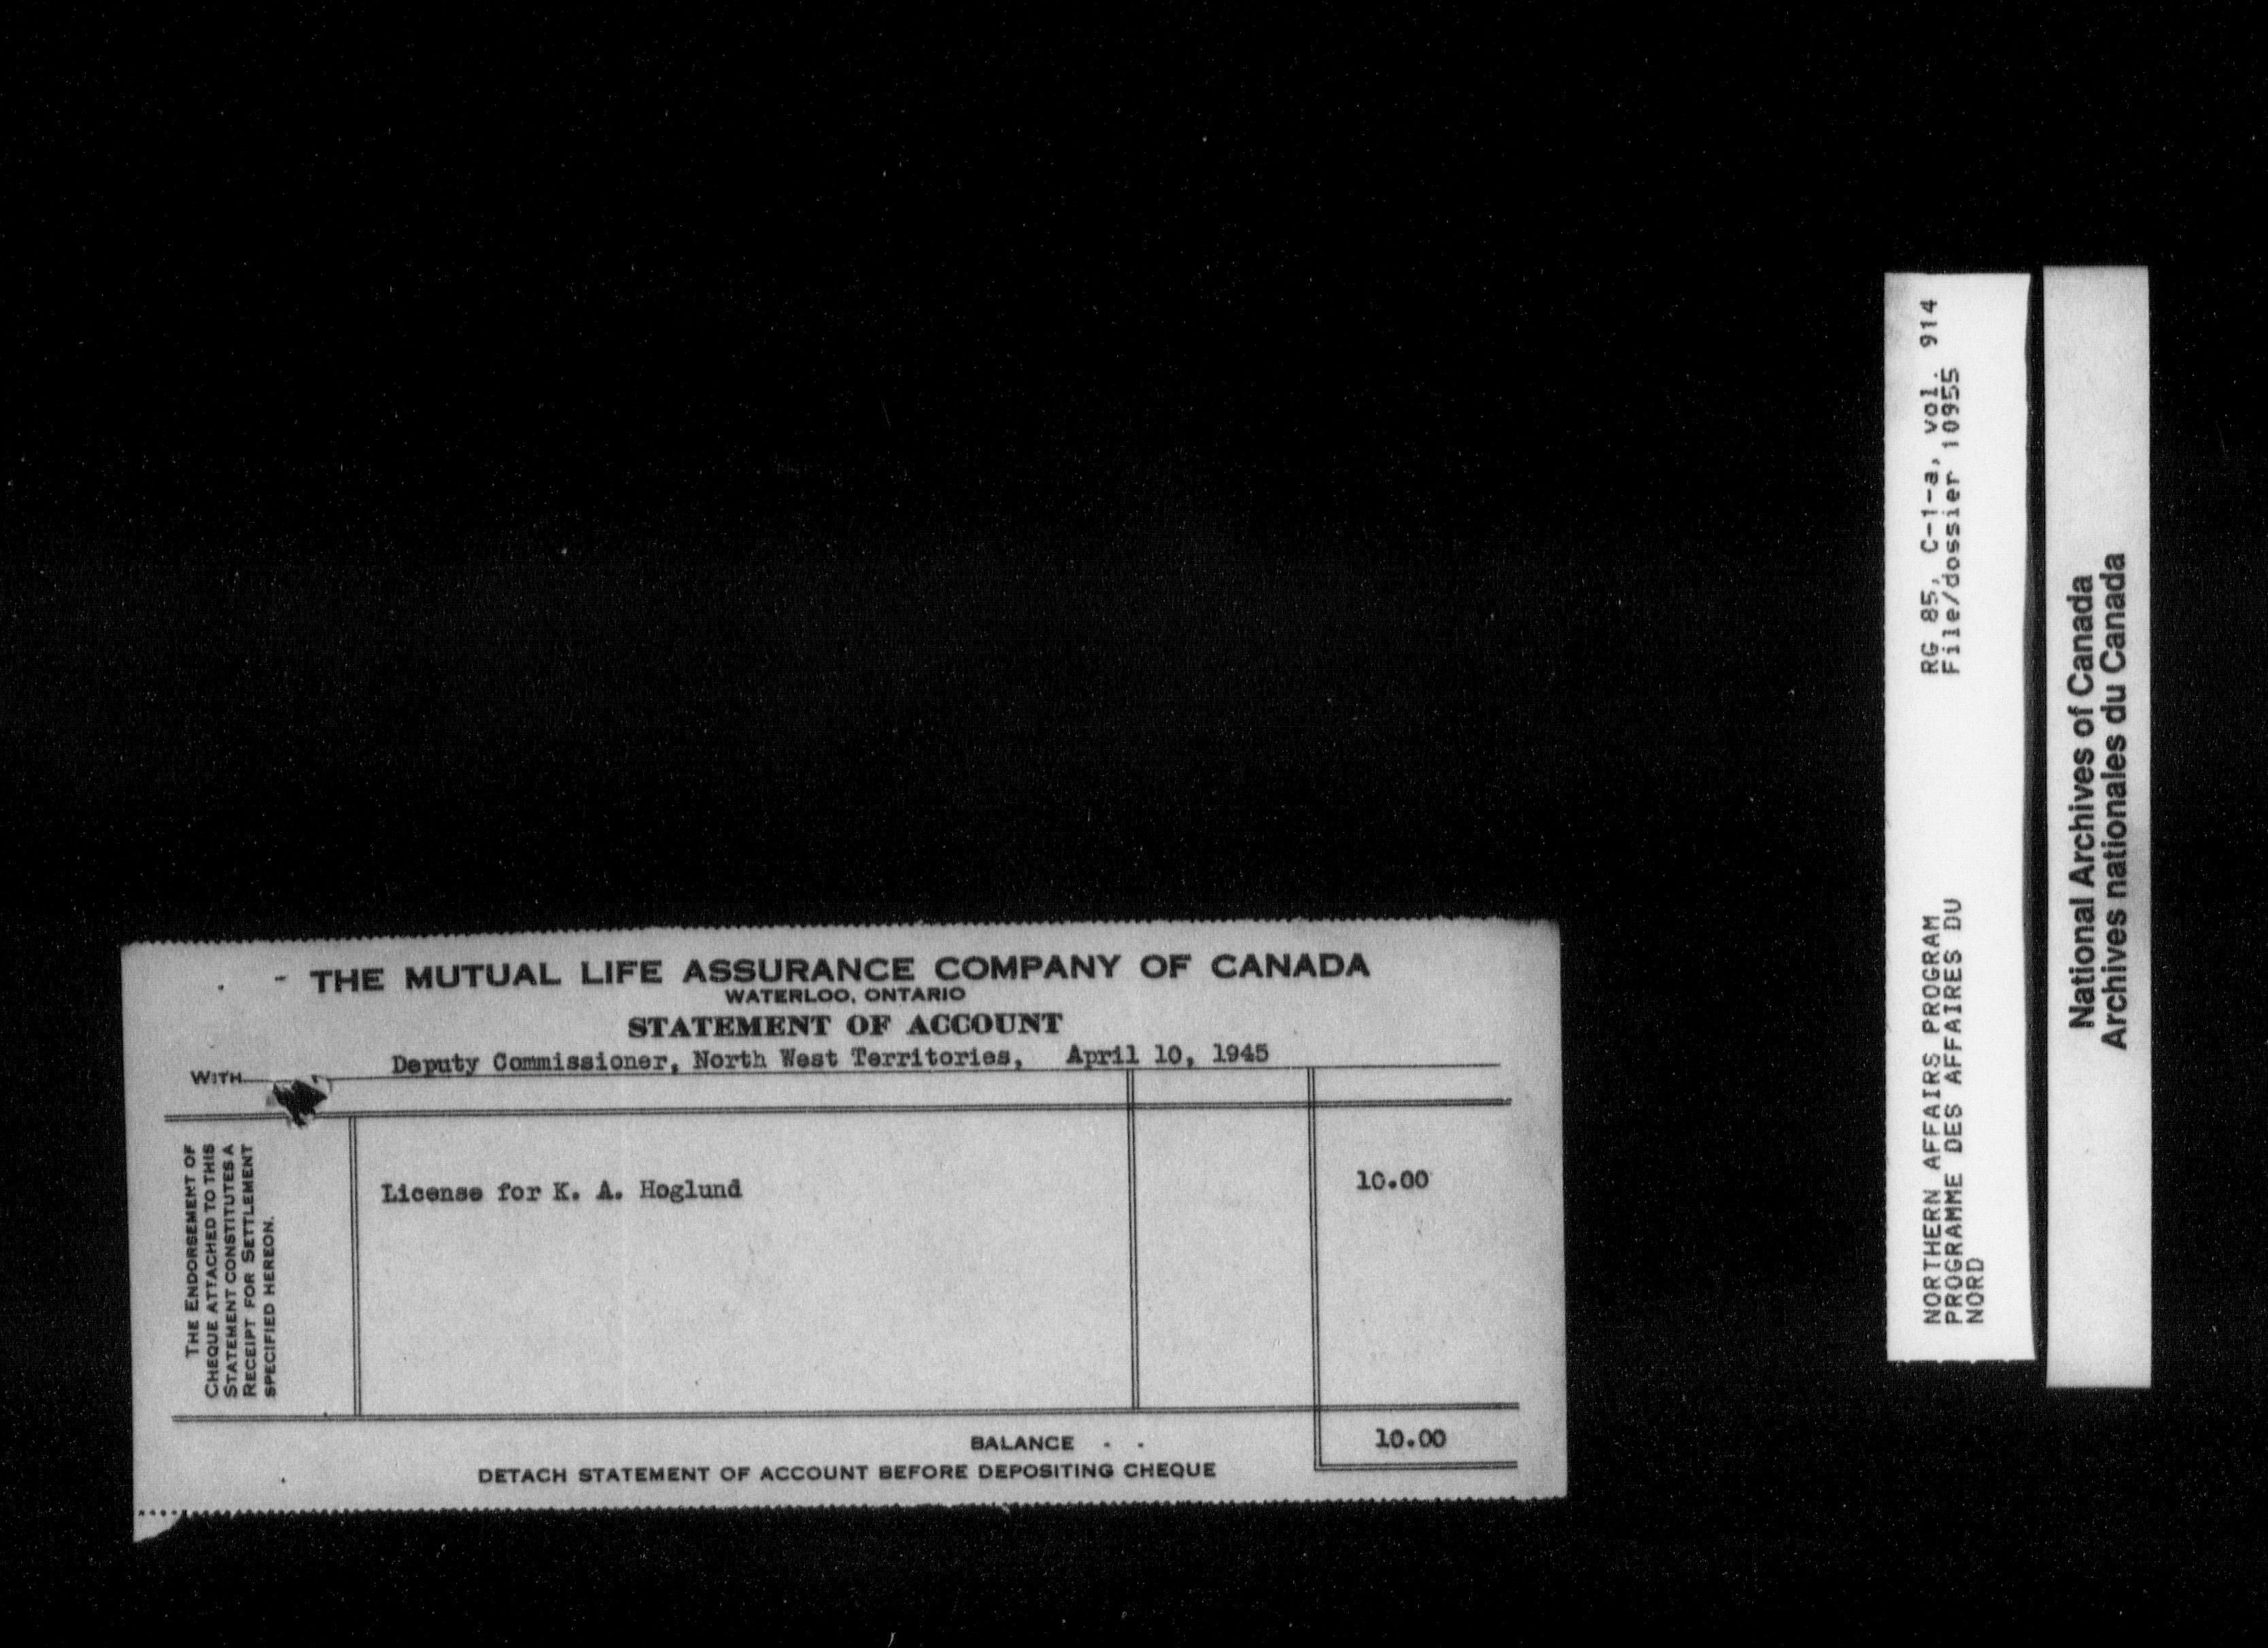 THE MUTUAL LIFE ASSURANCE COMPANY OF CANADA
WATERLOO, ONTARIO
STATEMENT OF ACCOUNT
WITH Deputy Commissioner, North West Territories, April 10, 1945
THE ENDORSEMENT OF
CHEQUE ATTACHED TO THIS
STATEMENT CONSTITUTES A
RECEIPT FOR SETTLEMENT
SPECIFIED HEREON.
License for K. A. Hoglund 10.00
BALANCE - - 10.00
DETACH STATEMENT OF ACCOUNT BEFORE DEPOSITING CHEQUE
NORTHERN AFFAIRS PROGRAM RG 85, C-1-a, vol. 914
PROGRAMME DES AFFAIRES DU File/dossier 10955
NORD
National Archives of Canada
Archives nationales du Canada